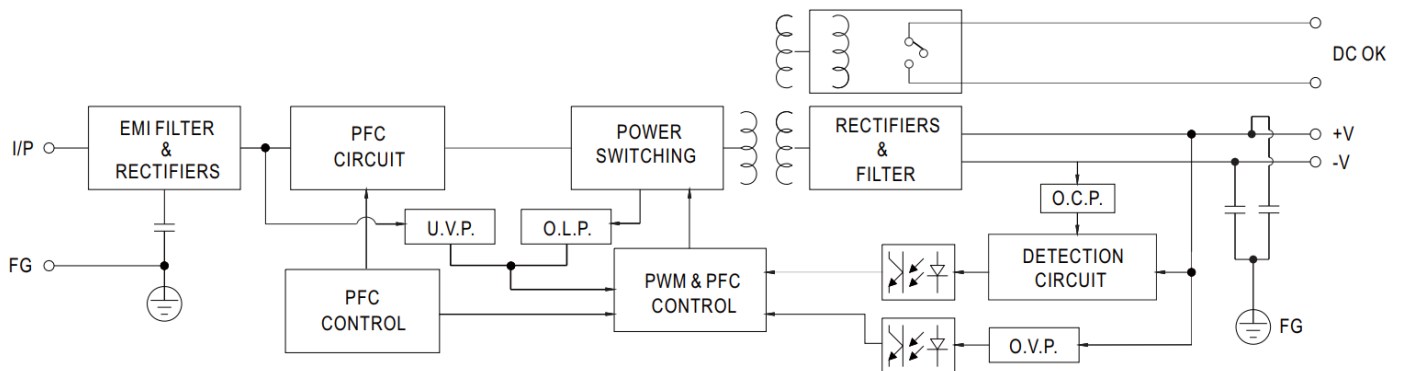 DC OK
EMI FILTER
&
RECTIFIERS
PFC
CIRCUIT
POWER
SWITCHING
RECTIFIERS
&
FILTER
I/P
+V
-V
O.C.P.
U.V.P.
O.L.P.
FG
PFC
CONTROL
PWM & PFC
CONTROL
DETECTION
CIRCUIT
O.V.P.
FG